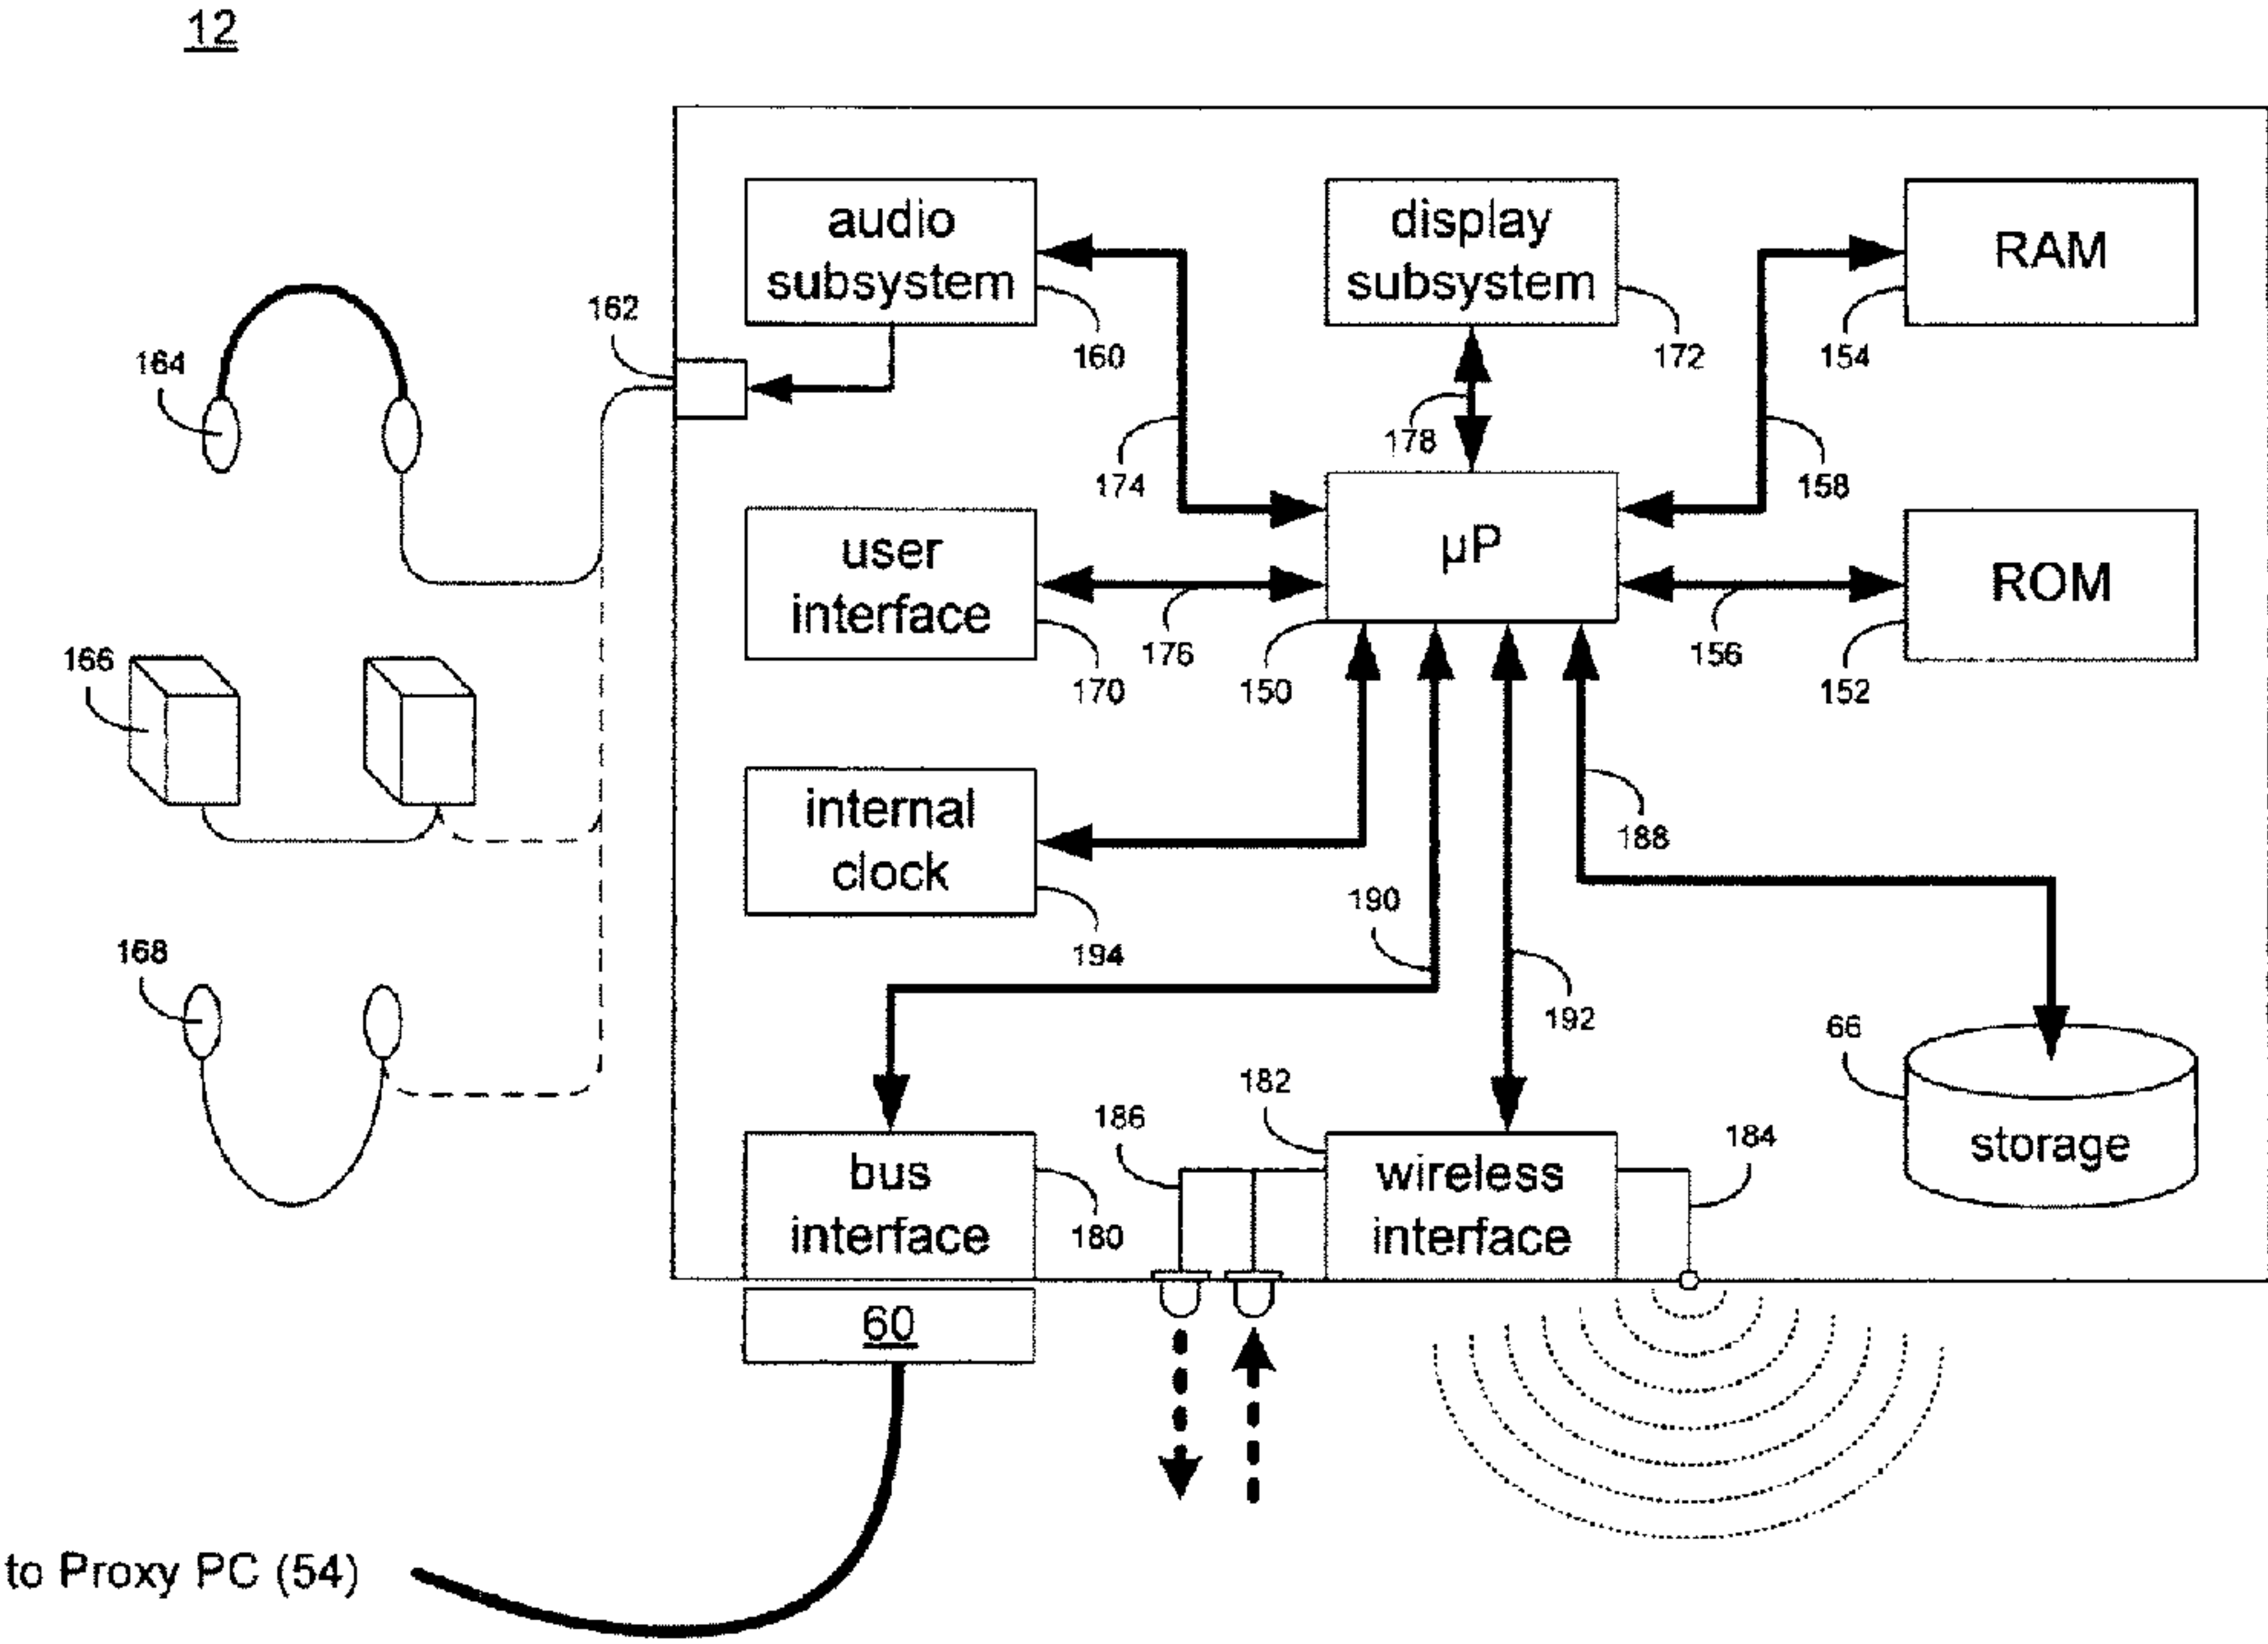 12
audio
subsystem
160
display
subsystem
172
RAM
154
162
164
174
178
158
user
interface
170
176
µP
150
156
ROM
152
166
internal
clock
194
188
190
192
168
66
storage
bus
interface
180
186
182
wireless
interface
184
60
to Proxy PC (54)